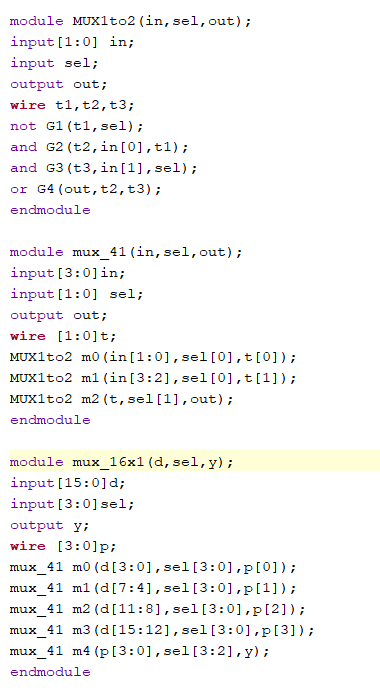 module MUX1to2(in,sel,out);
input[1:0] in;
input sel;
output out;
wire t1,t2,t3;
not G1(t1,sel);
and G2(t2,in[0],t1);
and G3(t3,in[1],sel);
or G4(out,t2,t3);
endmodule

module mux_41(in,sel,out);
input[3:0]in;
input[1:0] sel;
output out;
wire [1:0]t;
MUX1to2 m0(in[1:0],sel[0],t[0]);
MUX1to2 m1(in[3:2],sel[0],t[1]);
MUX1to2 m2(t,sel[1],out);
endmodule

module mux_16x1(d,sel,y);
input[15:0]d;
input[3:0]sel;
output y;
wire [3:0]p;
mux_41 m0(d[3:0],sel[3:0],p[0]);
mux_41 m1(d[7:4],sel[3:0],p[1]);
mux_41 m2(d[11:8],sel[3:0],p[2]);
mux_41 m3(d[15:12],sel[3:0],p[3]);
mux_41 m4(p[3:0],sel[3:2],y);
endmodule